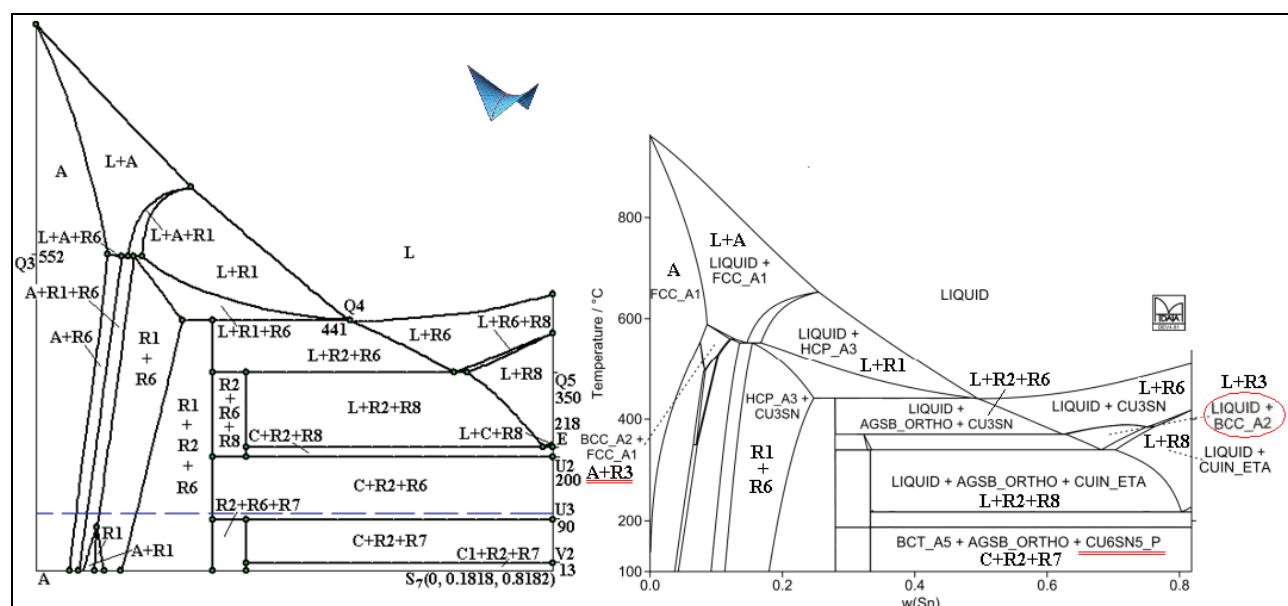 A
L+A
L+A+R6
L+A+R1
L
Q3 552
L+R1
A+R1+R6
A+R6
R1
+
R6
Q4
441
L+R1+R6
L+R6
L+R6+R8
L+R2+R6
L+R8
Q5
350
R1
+
R2
+
R6
R2
+
R6
+
R8
L+R2+R8
L+C+R8
218
E
C+R2+R8
U2
200
C+R2+R6
R2+R6+R7
U3
90
R1
A+R1
C+R2+R7
C1+R2+R7
V2
13
A
S7(0, 0.1818, 0.8182)
Temperature / °C
800
600
400
200
100
A
FCC_A1
L+A
LIQUID +
FCC_A1
LIQUID
LIQUID +
HCP_A3
L+R1
L+R2+R6
L+R6
L+R3
HCP_A3 +
CU3SN
LIQUID +
AGSB_ORTHO + CU3SN
LIQUID + CU3SN
LIQUID +
BCC_A2
L+R8
LIQUID +
CUIN_ETA
BCC_A2 +
FCC_A1
A+R3
R1
+
R6
LIQUID + AGSB_ORTHO + CUIN_ETA
L+R2+R8
BCT_A5 + AGSB_ORTHO + CU6SN5_P
C+R2+R7
0.0
0.2
0.4
0.6
0.8
w(Sn)